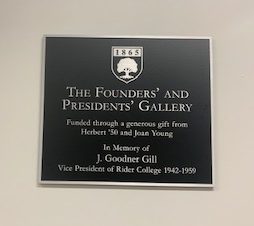 1865
The Founders' and
Presidents' Gallery
Funded through a generous gift from
Herbert '50 and Joan Young
In Memory of
J. Goodner Gill
Vice President of Rider College 1942-1959